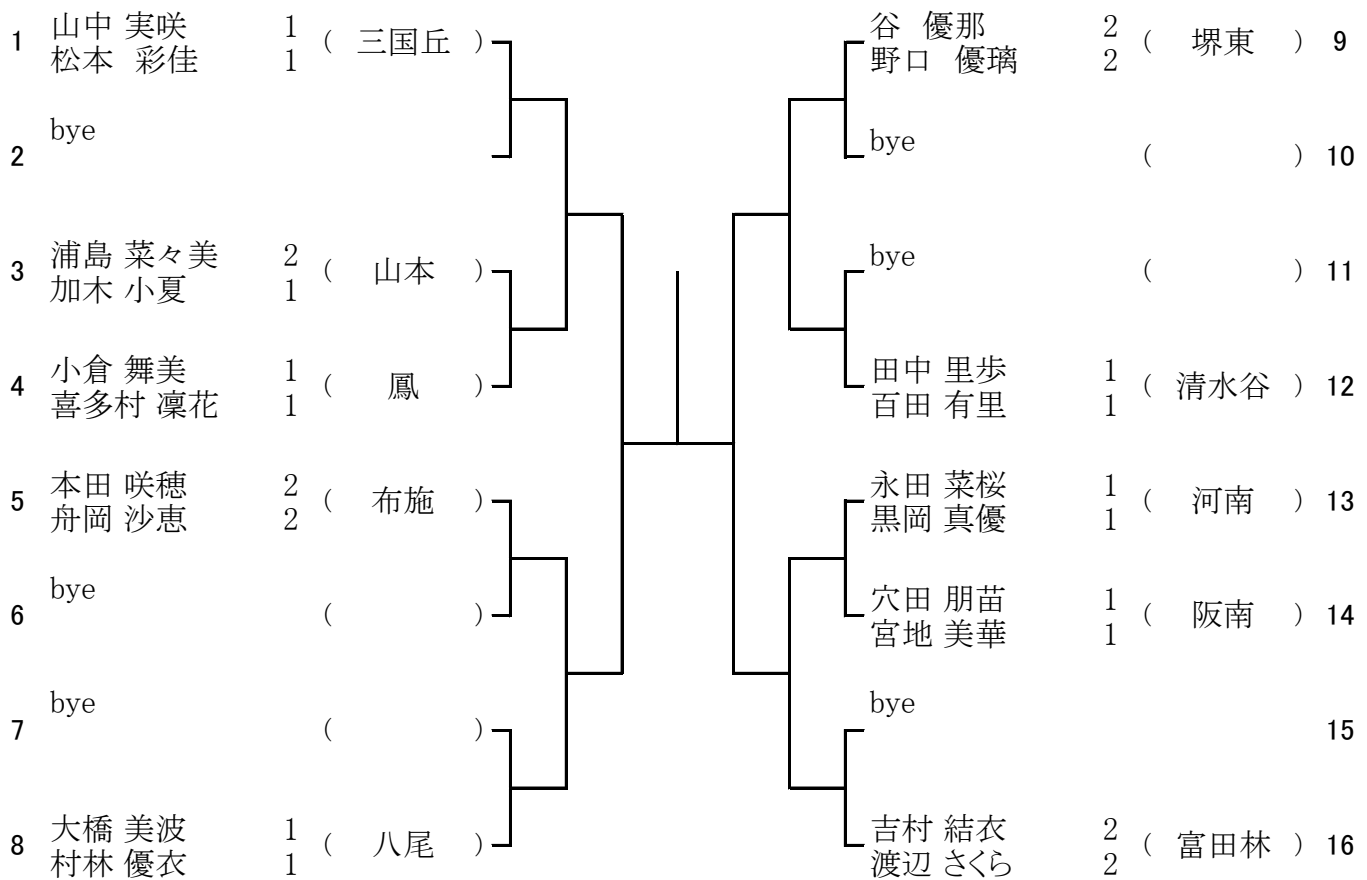 山中 実咲 1
1 ( 三国丘 )
松本 彩佳 1
bye
2
浦島 菜々美 2
3 ( 山本 )
加木 小夏 1
小倉 舞美 1
4 ( 鳳 )
喜多村 凜花 1
本田 咲穂 2
5 ( 布施 )
舟岡 沙恵 2
bye
6 ( )
bye
7 ( )
大橋 美波 1
8 ( 八尾 )
村林 優衣 1
谷 優那 2
( 堺東 ) 9
野口 優璃 2
bye
( ) 10
bye
( ) 11
田中 里歩 1
( 清水谷 ) 12
百田 有里 1
永田 菜桜 1
( 河南 ) 13
黒岡 真優 1
穴田 朋苗 1
( 阪南 ) 14
宮地 美華 1
bye
15
吉村 結衣 2
( 富田林 ) 16
渡辺 さくら 2